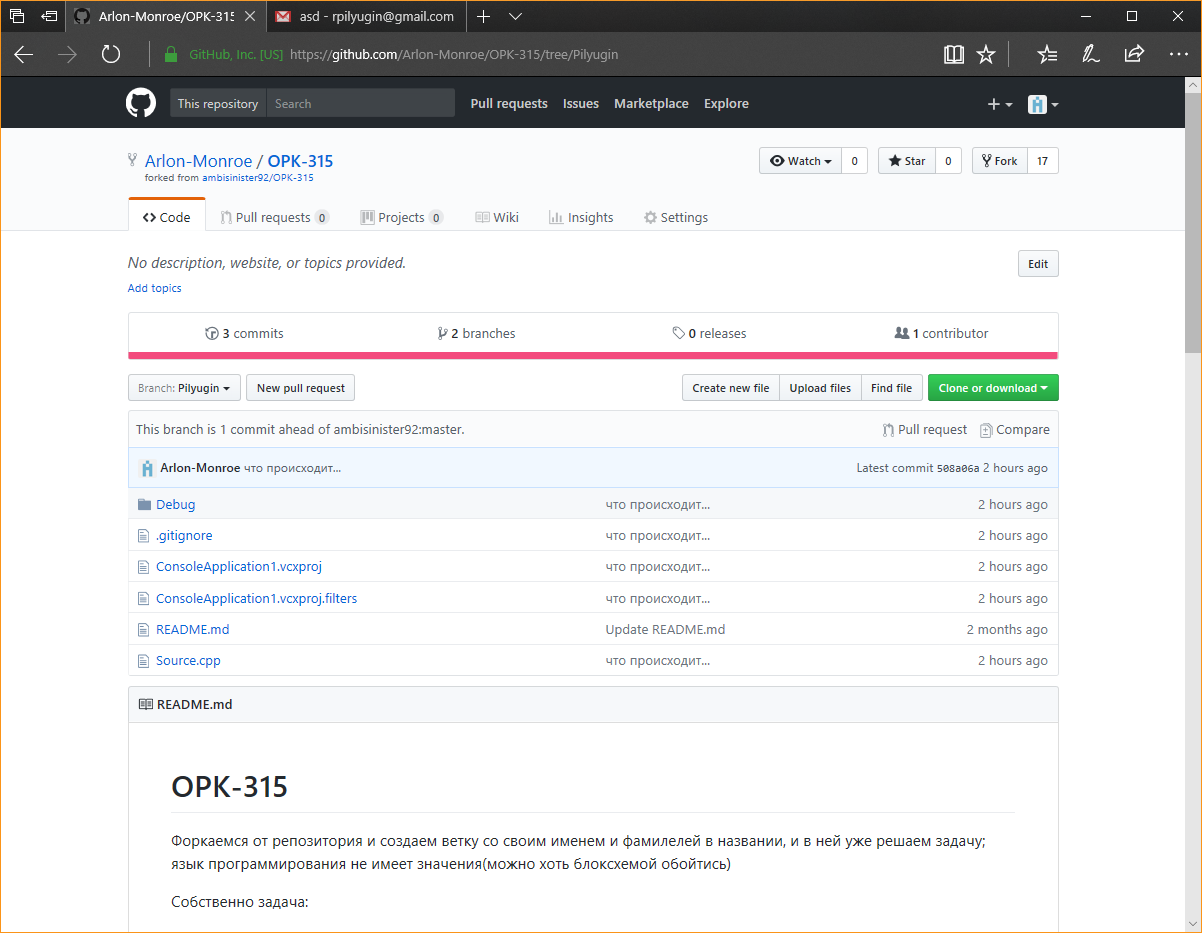 Arlon-Monroe/OPK-315
asd - rpilyugin@gmail.com
GitHub, Inc. [US] https://github.com/Arlon-Monroe/OPK-315/tree/Pilyugin
This repository Search Pull requests Issues Marketplace Explore
Arlon-Monroe / OPK-315 Watch 0 Star 0 Fork 17
forked from ambisinister92/OPK-315
Code Pull requests 0 Projects 0 Wiki Insights Settings
No description, website, or topics provided. Edit
Add topics
3 commits 2 branches 0 releases 1 contributor
Branch: Pilyugin New pull request Create new file Upload files Find file Clone or download
This branch is 1 commit ahead of ambisinister92:master. Pull request Compare
Arlon-Monroe что происходит... Latest commit 508a06a 2 hours ago
Debug что происходит... 2 hours ago
.gitignore что происходит... 2 hours ago
ConsoleApplication1.vcxproj что происходит... 2 hours ago
ConsoleApplication1.vcxproj.filters что происходит... 2 hours ago
README.md Update README.md 2 months ago
Source.cpp что происходит... 2 hours ago
README.md
OPK-315
Форкаемся от репозитория и создаем ветку со своим именем и фамилелей в названии, и в ней уже решаем задачу;
язык программирования не имеет значения(можно хоть блоксхемой обойтись)
Собственно задача: